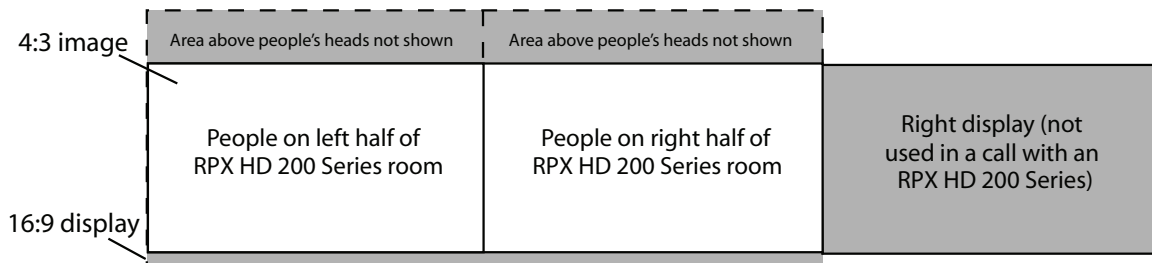 Area above people's heads not shown
Area above people's heads not shown
4:3 image
People on left half of
RPX HD 200 Series room
People on right half of
RPX HD 200 Series room
Right display (not
used in a call with an
RPX HD 200 Series)
16:9 display